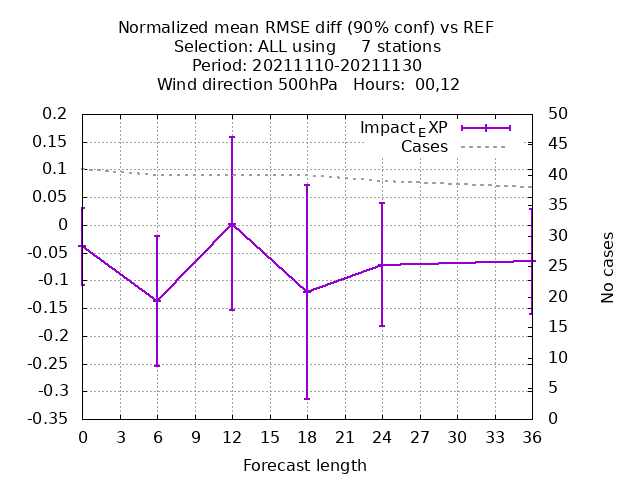 Normalized mean RMSE diff (90% conf) vs REF
Selection: ALL using     7 stations
Period: 20211110-20211130
Wind direction 500hPa   Hours:  00,12
0.2
0.15
0.1
0.05
0
-0.05
-0.1
-0.15
-0.2
-0.25
-0.3
-0.35
Impact_EXP
Cases
50
45
40
35
30
25
20
15
10
5
0
No cases
0 3 6 9 12 15 18 21 24 27 30 33 36
Forecast length